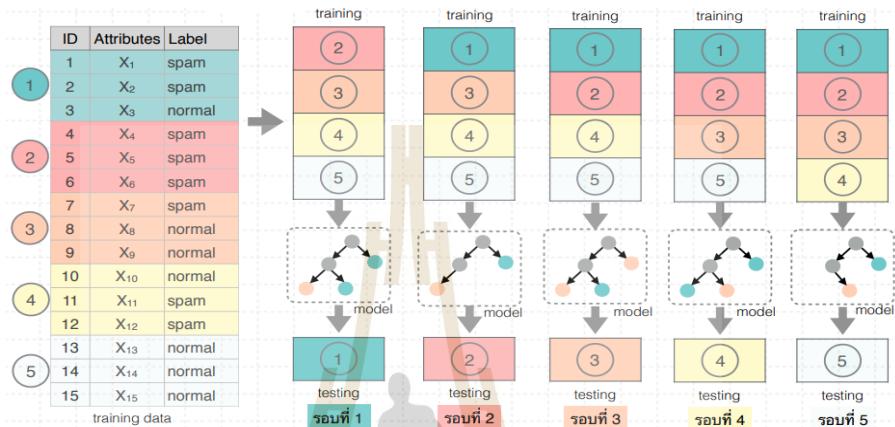 ID Attributes Label
1 X₁ spam
2 X₂ spam
3 X₃ normal
4 X₄ spam
5 X₅ spam
6 X₆ spam
7 X₇ spam
8 X₈ normal
9 X₉ normal
10 X₁₀ normal
11 X₁₁ spam
12 X₁₂ spam
13 X₁₃ normal
14 X₁₄ normal
15 X₁₅ normal
1
2
3
4
5
training data
training
2
3
4
5
model
1
testing
รอบที่ 1
training
1
3
4
5
model
2
testing
รอบที่ 2
training
1
2
4
5
model
3
testing
รอบที่ 3
training
1
2
3
5
model
4
testing
รอบที่ 4
training
1
2
3
4
5
testing
รอบที่ 5